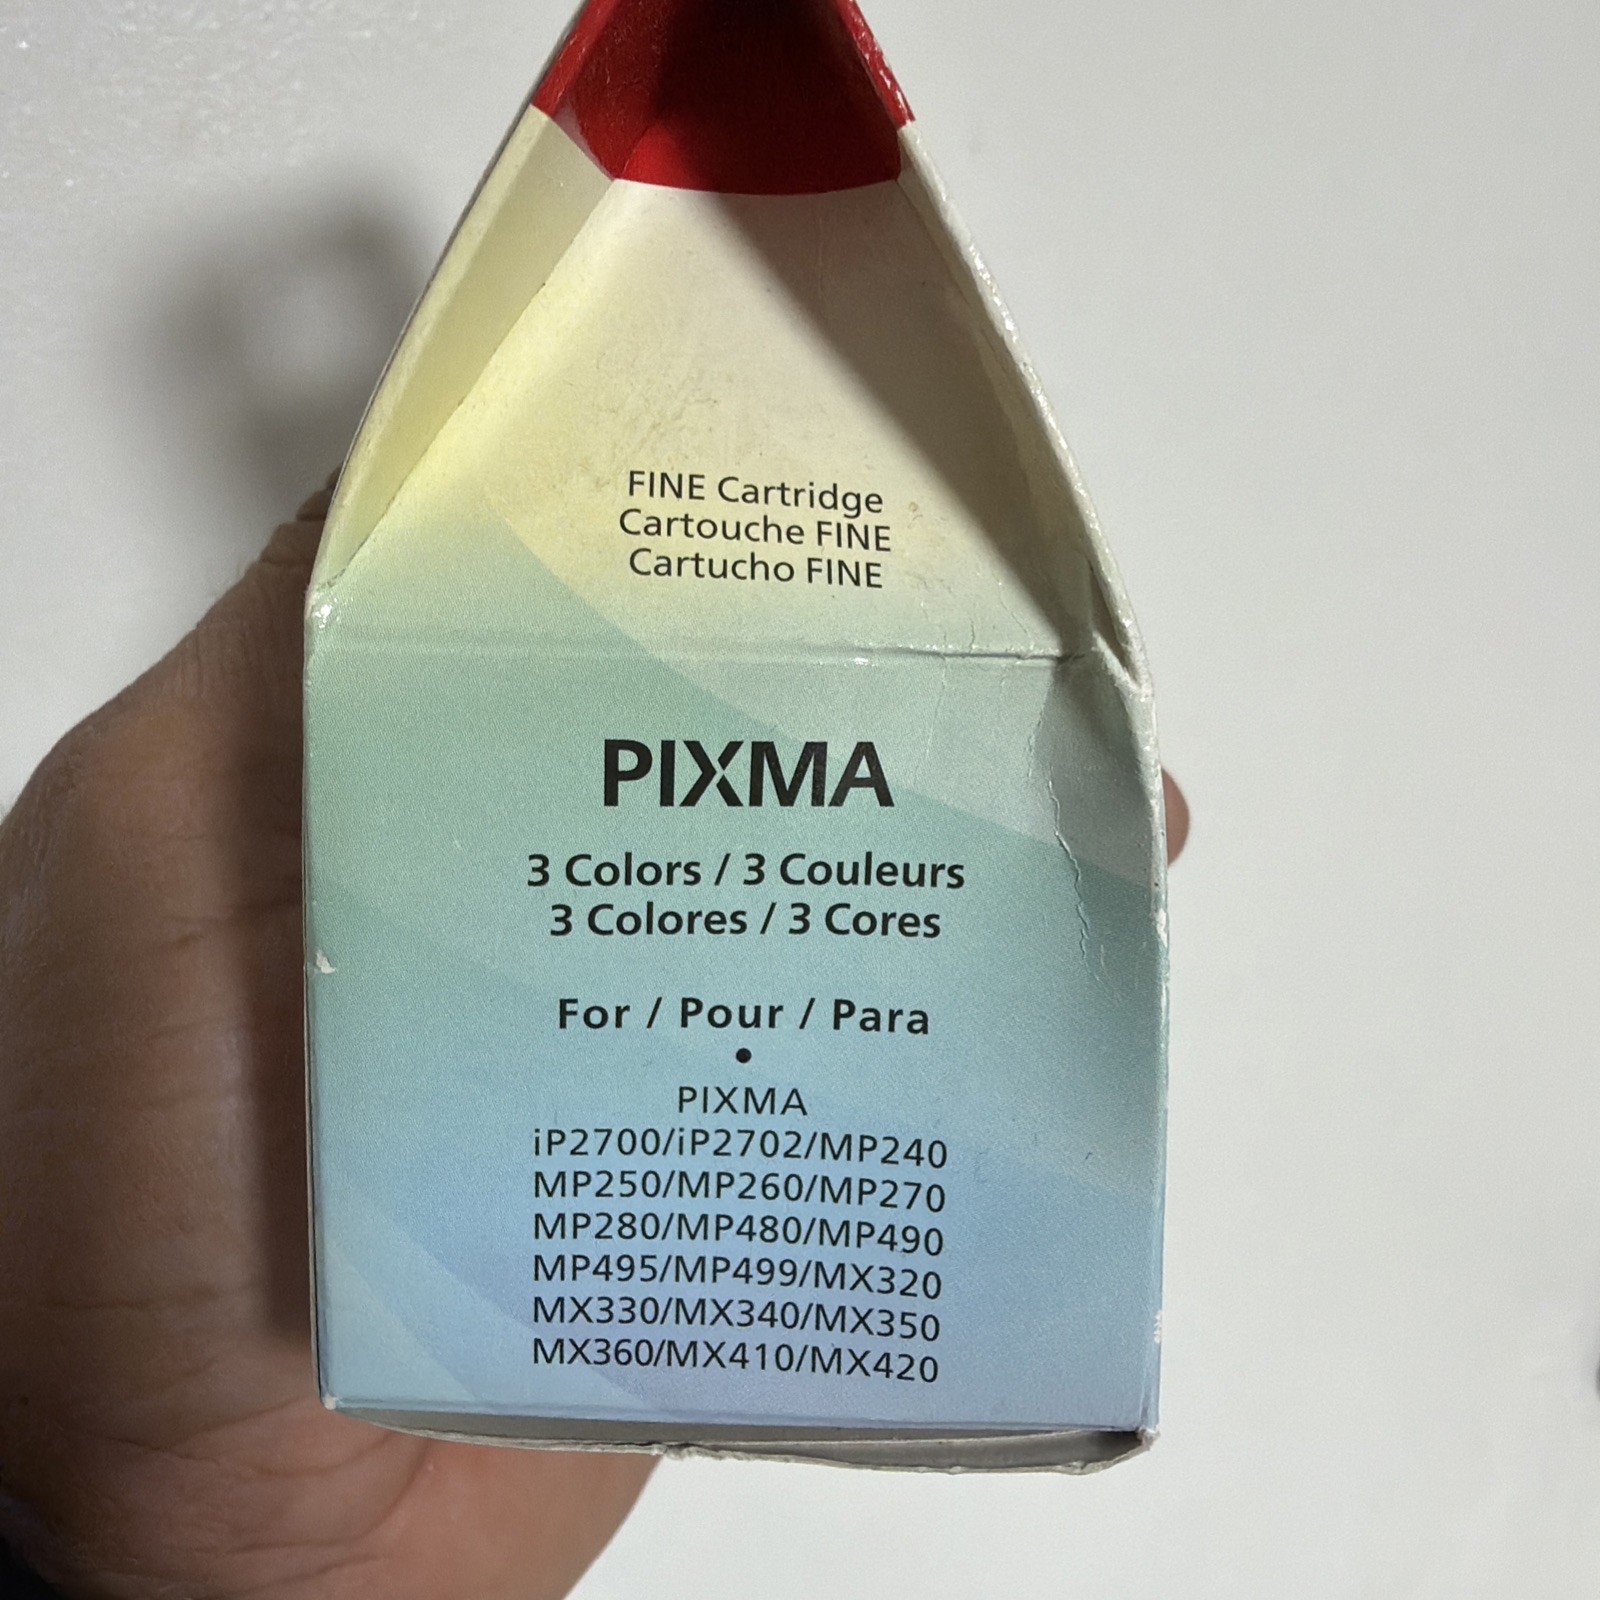 FINE Cartridge
Cartouche FINE
Cartucho FINE
PIXMA
3 Colors / 3 Couleurs
3 Colores / 3 Cores
For / Pour / Para
•
PIXMA
iP2700/iP2702/MP240
MP250/MP260/MP270
MP280/MP480/MP490
MP495/MP499/MX320
MX330/MX340/MX350
MX360/MX410/MX420